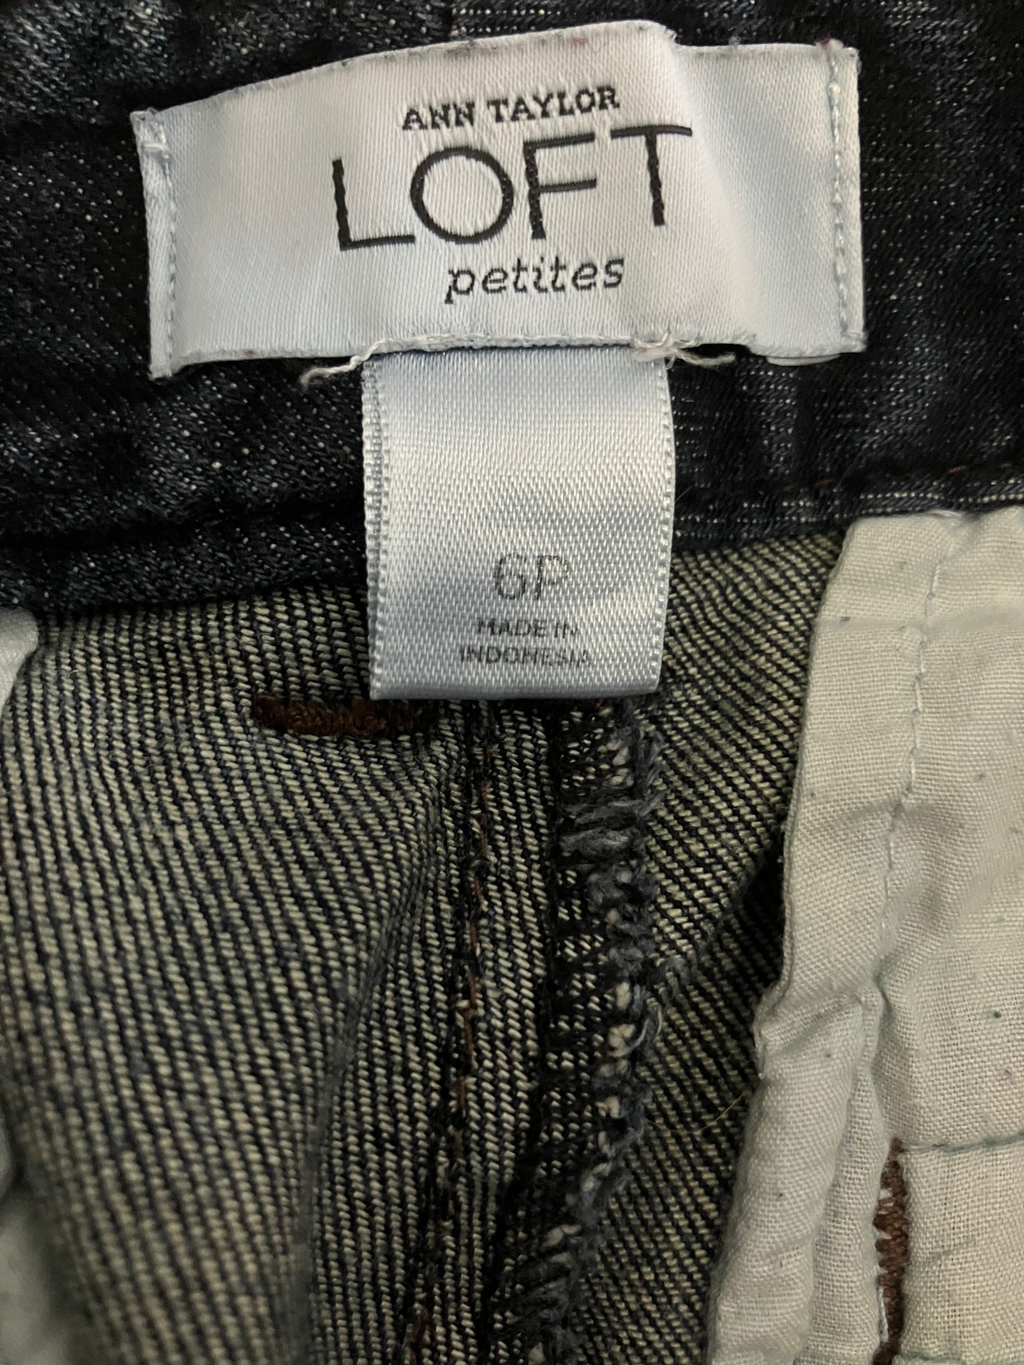 ANN TAYLOR
LOFT
petites
6P
MADE IN
INDONESIA